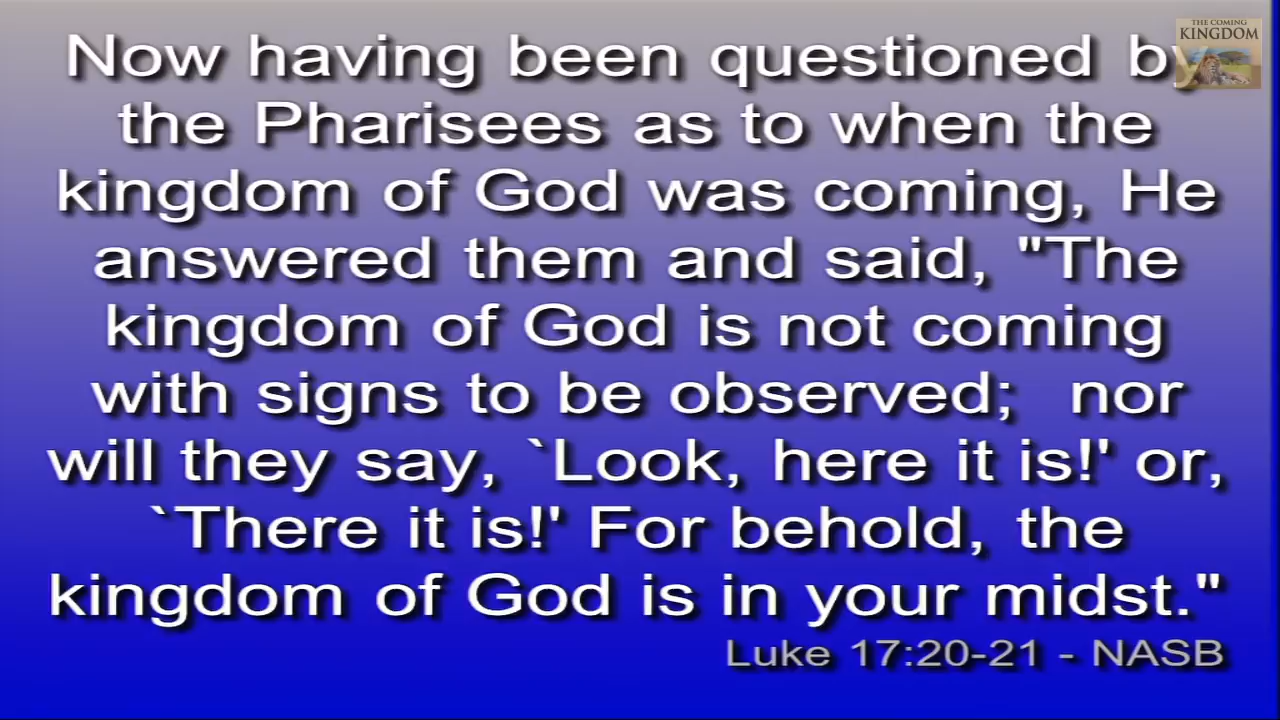 THE COMING
KINGDOM
Now having been questioned by
the Pharisees as to when the
kingdom of God was coming, He
answered them and said, "The
kingdom of God is not coming
with signs to be observed;  nor
will they say, `Look, here it is!' or,
`There it is!' For behold, the
kingdom of God is in your midst."
Luke 17:20-21 - NASB